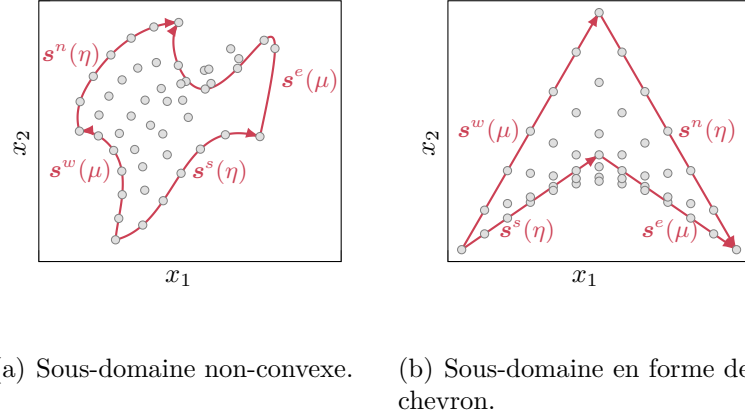 s^n(η)
s^e(μ)
s^w(μ)
s^s(η)
x_2
x_1
s^w(μ)
s^n(η)
s^s(η)
s^e(μ)
x_2
x_1
a) Sous-domaine non-convexe.
(b) Sous-domaine en forme de
chevron.